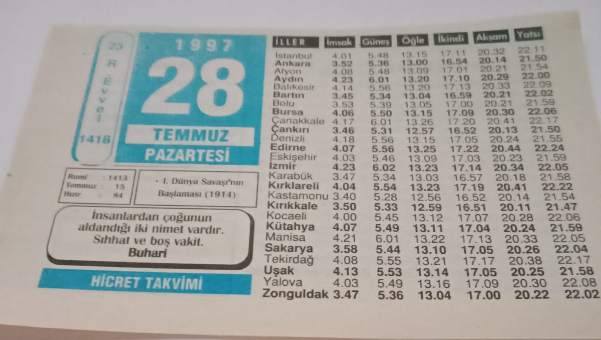 23
R.Evvel
1418
1997
28
TEMMUZ
PAZARTESİ
Rumi : 1413
Temmuz : 15
Hızır : 84
- I. Dünya Savaşı'nın
Başlaması (1914)
İnsanlardan çoğunun
aldandığı iki nimet vardır.
Sıhhat ve boş vakit.
Buhari
HİCRET TAKVİMİ
İLLER İmsak Güneş Öğle İkindi Akşam Yatsı
İstanbul 4.01 5.48 13.15 17.11 20.32 22.11
Ankara 3.52 5.36 13.00 16.54 20.14 21.50
Afyon 4.08 5.48 13.09 17.01 20.21 21.54
Aydın 4.23 6.01 13.20 17.10 20.29 22.00
Balıkesir 4.14 5.56 13.20 17.13 20.33 22.09
Bartın 3.45 5.34 13.04 16.59 20.21 22.02
Bolu 3.53 5.39 13.05 17.00 20.21 21.59
Bursa 4.06 5.50 13.15 17.09 20.30 22.06
Çanakkale 4.17 6.01 13.26 17.20 20.41 22.17
Çankırı 3.46 5.31 12.57 16.52 20.13 21.50
Denizli 4.18 5.56 13.15 17.05 20.24 21.55
Edirne 4.07 5.56 13.25 17.22 20.44 22.24
Eskişehir 4.03 5.46 13.09 17.03 20.23 21.59
İzmir 4.23 6.02 13.23 17.14 20.34 22.05
Karabük 3.47 5.34 13.03 16.57 20.18 21.58
Kırklareli 4.04 5.54 13.23 17.19 20.41 22.22
Kastamonu 3.40 5.28 12.56 16.52 20.14 21.54
Kırıkkale 3.50 5.33 12.59 16.51 20.11 21.47
Kocaeli 4.00 5.45 13.12 17.07 20.28 22.06
Kütahya 4.07 5.49 13.11 17.04 20.24 21.59
Manisa 4.21 6.01 13.22 17.13 20.33 22.05
Sakarya 3.58 5.44 13.10 17.05 20.26 22.04
Tekirdağ 4.08 5.55 13.21 17.17 20.38 22.17
Uşak 4.13 5.53 13.14 17.05 20.25 21.58
Yalova 4.03 5.49 13.16 17.09 20.30 22.08
Zonguldak 3.47 5.36 13.04 17.00 20.22 22.02